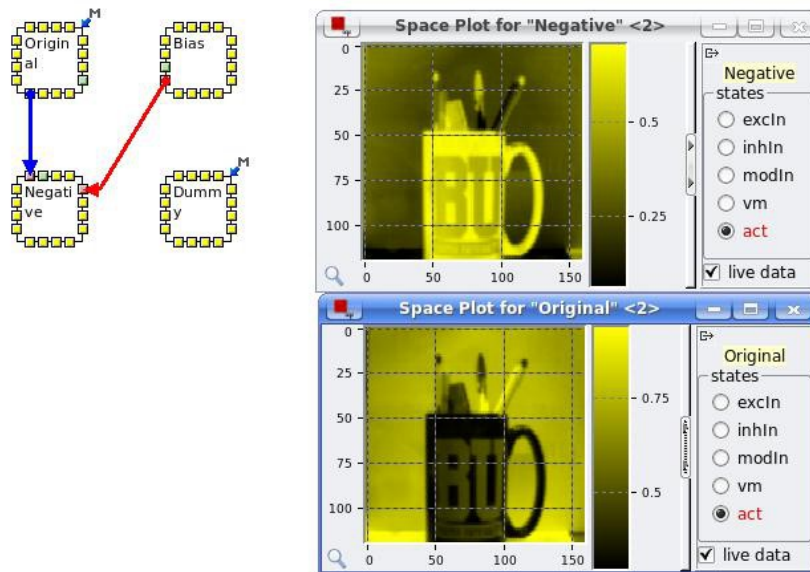 M
Origin
al
Bias
Negati
ve
M
Dumm
y
Space Plot for "Negative" <2>
0
25
50
75
100
0 50 100 150
0.5
0.25
Negative
states
excIn
inhIn
modIn
vm
act
live data
BU
Space Plot for "Original" <2>
0
25
50
75
100
0 50 100 150
0.75
0.5
Original
states
excIn
inhIn
modIn
vm
act
live data